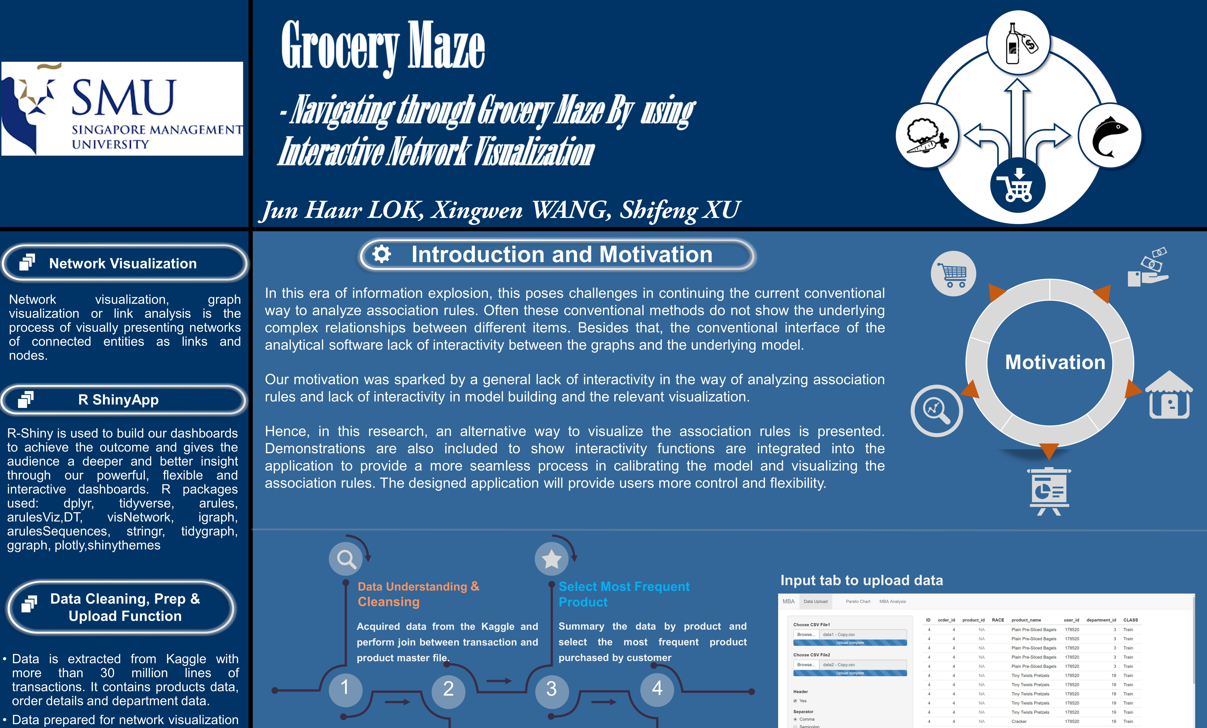 SMU
SINGAPORE MANAGEMENT
UNIVERSITY
Grocery Maze
- Navigating through Grocery Maze By using
Interactive Network Visualization
Jun Haur LOK, Xingwen WANG, Shifeng XU
Network Visualization
Network visualization, graph
visualization or link analysis is the
process of visually presenting networks
of connected entities as links and
nodes.
R ShinyApp
R-Shiny is used to build our dashboards
to achieve the outcome and gives the
audience a deeper and better insight
through our powerful, flexible and
interactive dashboards. R packages
used: dplyr, tidyverse, arules,
arulesViz,DT, visNetwork, igraph,
arulesSequences, stringr, tidygraph,
ggraph, plotly,shinythemes
Data Cleaning, Prep &
Upload Function
• Data is extracted from Kaggle with
more than 30 million lines of
transactions. It contains products data,
order details and department data.
• Data prepared for network visualization
Introduction and Motivation
In this era of information explosion, this poses challenges in continuing the current conventional
way to analyze association rules. Often these conventional methods do not show the underlying
complex relationships between different items. Besides that, the conventional interface of the
analytical software lack of interactivity between the graphs and the underlying model.
Our motivation was sparked by a general lack of interactivity in the way of analyzing association
rules and lack of interactivity in model building and the relevant visualization.
Hence, in this research, an alternative way to visualize the association rules is presented.
Demonstrations are also included to show interactivity functions are integrated into the
application to provide a more seamless process in calibrating the model and visualizing the
association rules. The designed application will provide users more control and flexibility.
Motivation
Data Understanding &
Cleansing
Acquired data from the Kaggle and
perform join between transaction and
product master file.
Select Most Frequent
Product
Summary the data by product and
select the most frequent product
purchased by customer
1
2
3
4
Input tab to upload data
MBA Data Upload Pareto Chart MBA Analysis
Choose CSV File1
Browse... data1 - Copy.csv
Upload complete
Choose CSV File2
Browse... data2 - Copy.csv
Upload complete
Header
Yes
Separator
Comma
Semicolon
ID order_id product_id RACE product_name user_id department_id CLASS
4 4 NA Plain Pre-Sliced Bagels 178520 3 Train
4 4 NA Plain Pre-Sliced Bagels 178520 3 Train
4 4 NA Plain Pre-Sliced Bagels 178520 3 Train
4 4 NA Plain Pre-Sliced Bagels 178520 3 Train
4 4 NA Plain Pre-Sliced Bagels 178520 3 Train
4 4 NA Tiny Twists Pretzels 178520 19 Train
4 4 NA Tiny Twists Pretzels 178520 19 Train
4 4 NA Tiny Twists Pretzels 178520 19 Train
4 4 NA Tiny Twists Pretzels 178520 19 Train
4 4 NA Tiny Twists Pretzels 178520 19 Train
4 4 NA Cracker 178520 19 Train